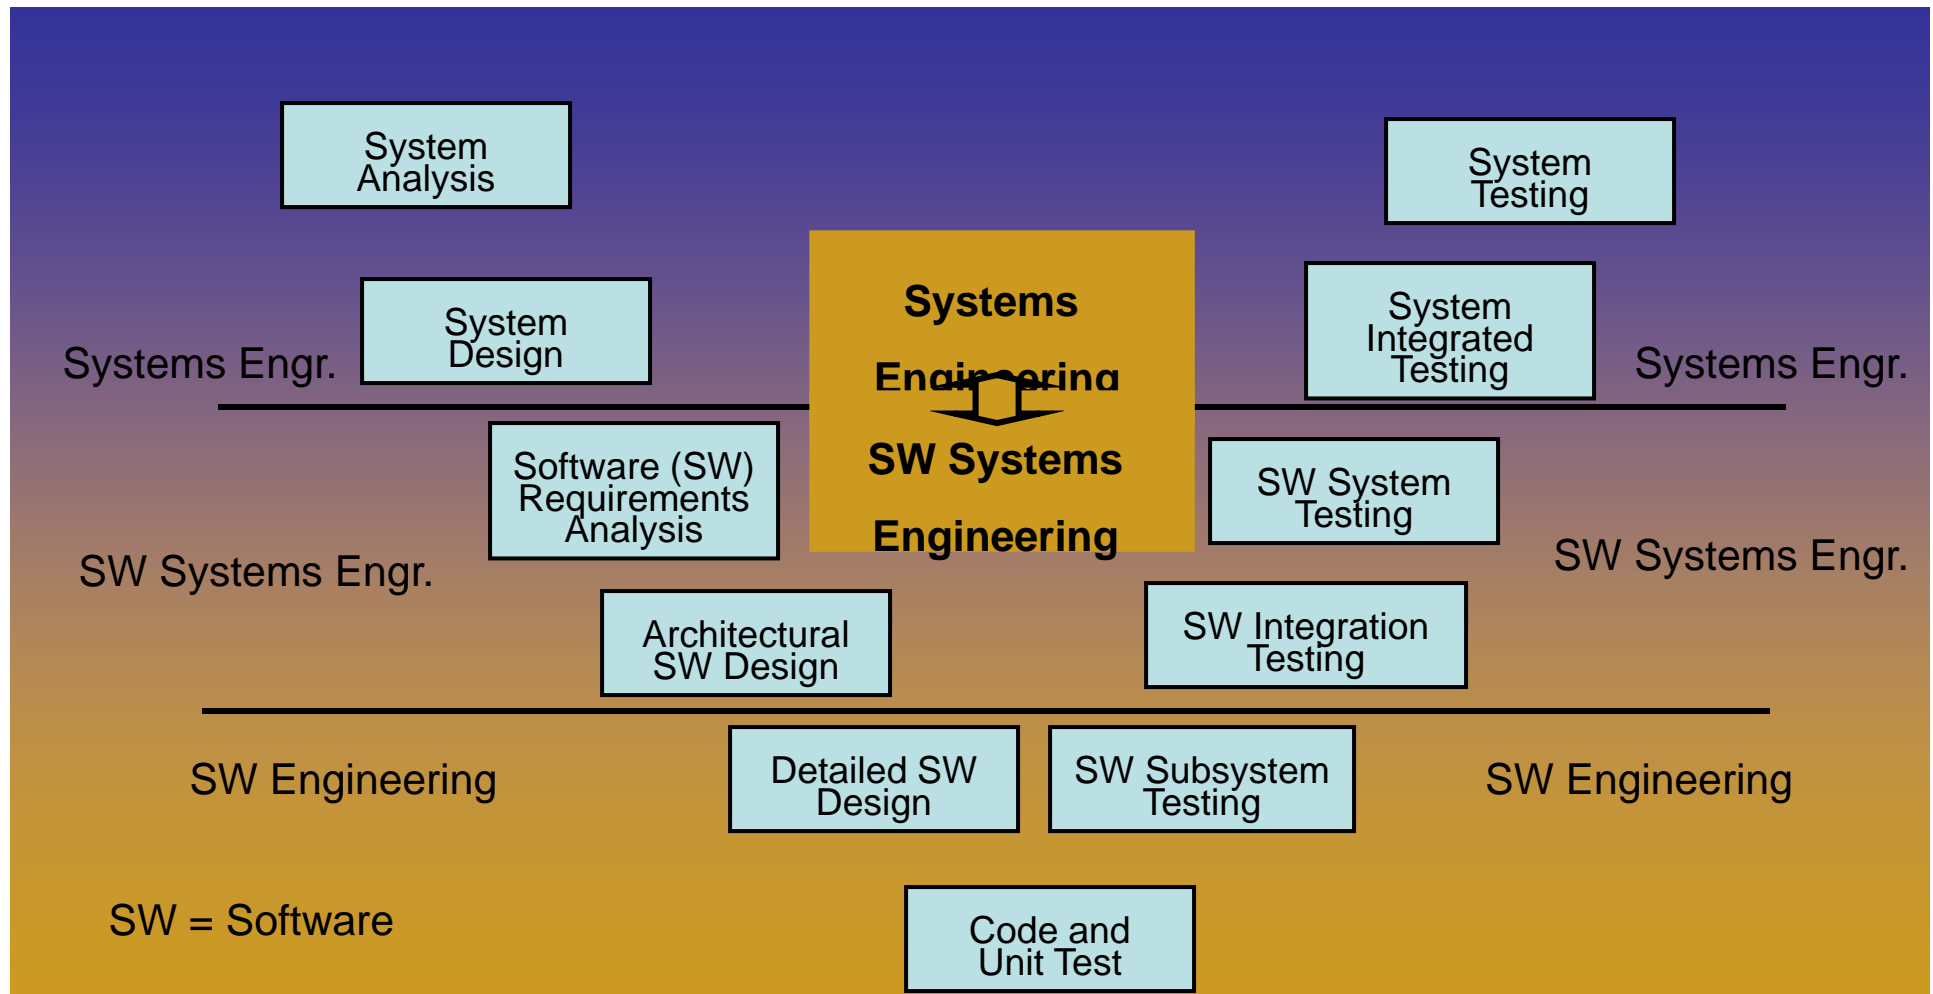 System
Analysis
System
Testing
Systems
Engineering
System
Design
System
Integrated
Testing
Systems Engr.
Systems Engr.
Software (SW)
Requirements
Analysis
SW Systems
Engineering
SW System
Testing
SW Systems Engr.
SW Systems Engr.
Architectural
SW Design
SW Integration
Testing
SW Engineering
Detailed SW
Design
SW Subsystem
Testing
SW Engineering
SW = Software
Code and
Unit Test